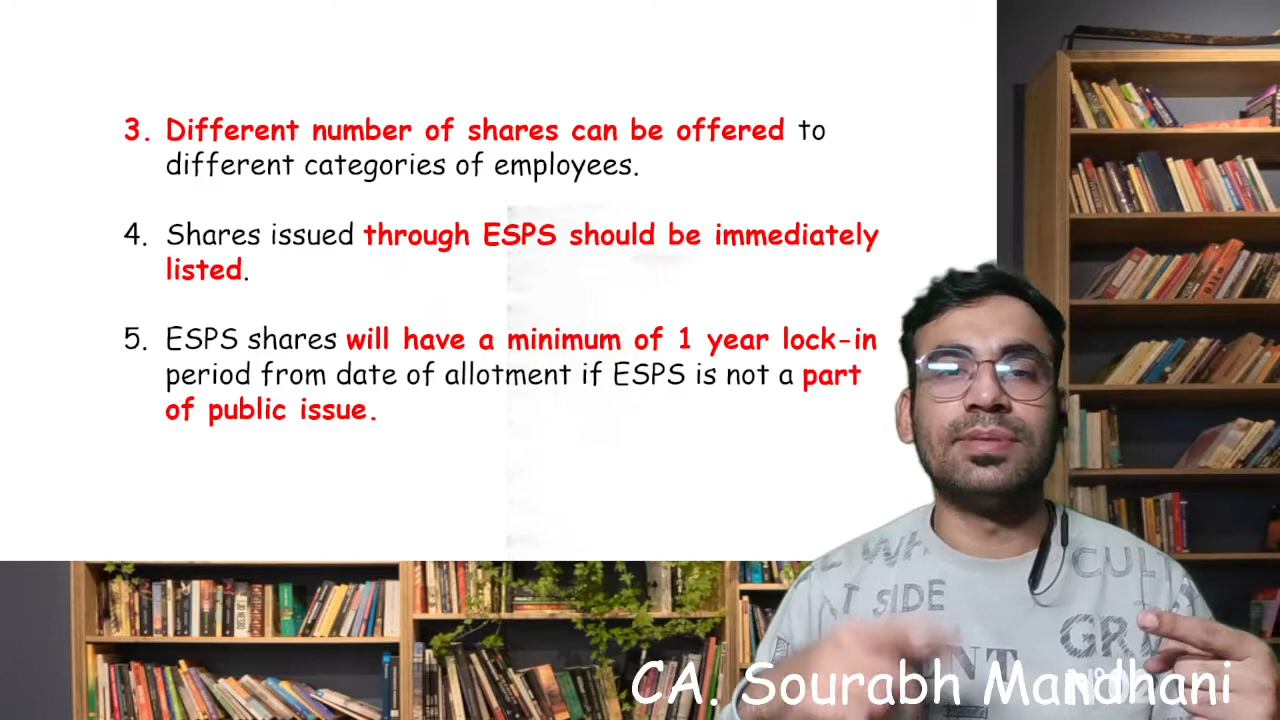 3. Different number of shares can be offered to
different categories of employees.
4. Shares issued through ESPS should be immediately
listed.
5. ESPS shares will have a minimum of 1 year lock-in
period from date of allotment if ESPS is not a part
of public issue.
CULT
SIDE
CA. Sourabh Mandhani